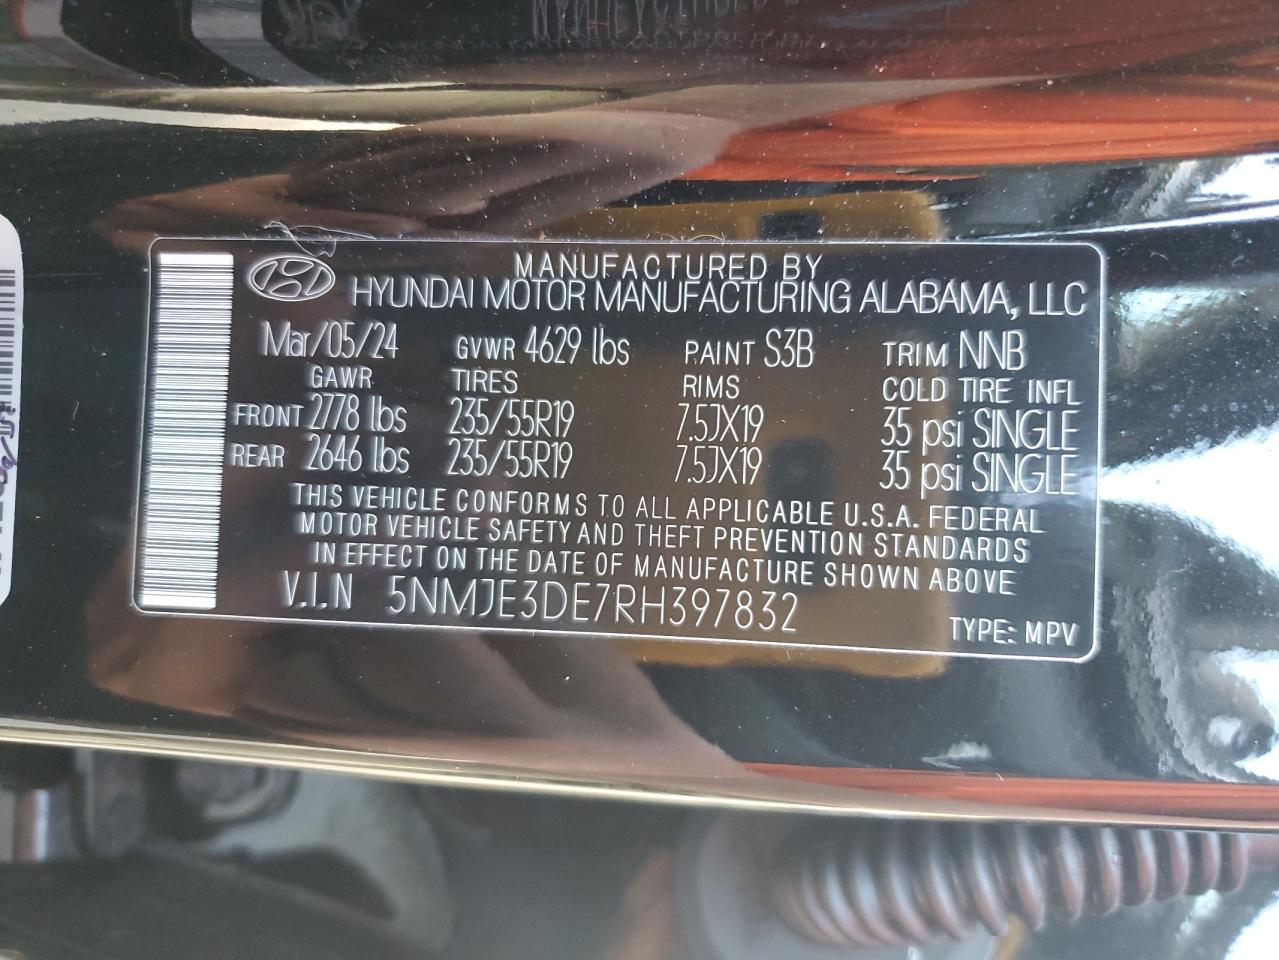 MANUFACTURED BY
HYUNDAI MOTOR MANUFACTURING ALABAMA, LLC
Mar/05/24 GVWR 4629 lbs PAINT S3B TRIM NNB
GAWR TIRES RIMS COLD TIRE INFL
FRONT 2778 lbs 235/55R19 7.5JX19 35 psi SINGLE
REAR 2646 lbs 235/55R19 7.5JX19 35 psi SINGLE
THIS VEHICLE CONFORMS TO ALL APPLICABLE U.S.A. FEDERAL
MOTOR VEHICLE SAFETY AND THEFT PREVENTION STANDARDS
IN EFFECT ON THE DATE OF MANUFACTURE SHOWN ABOVE
V.I.N 5NMJE3DE7RH397832
TYPE: MPV